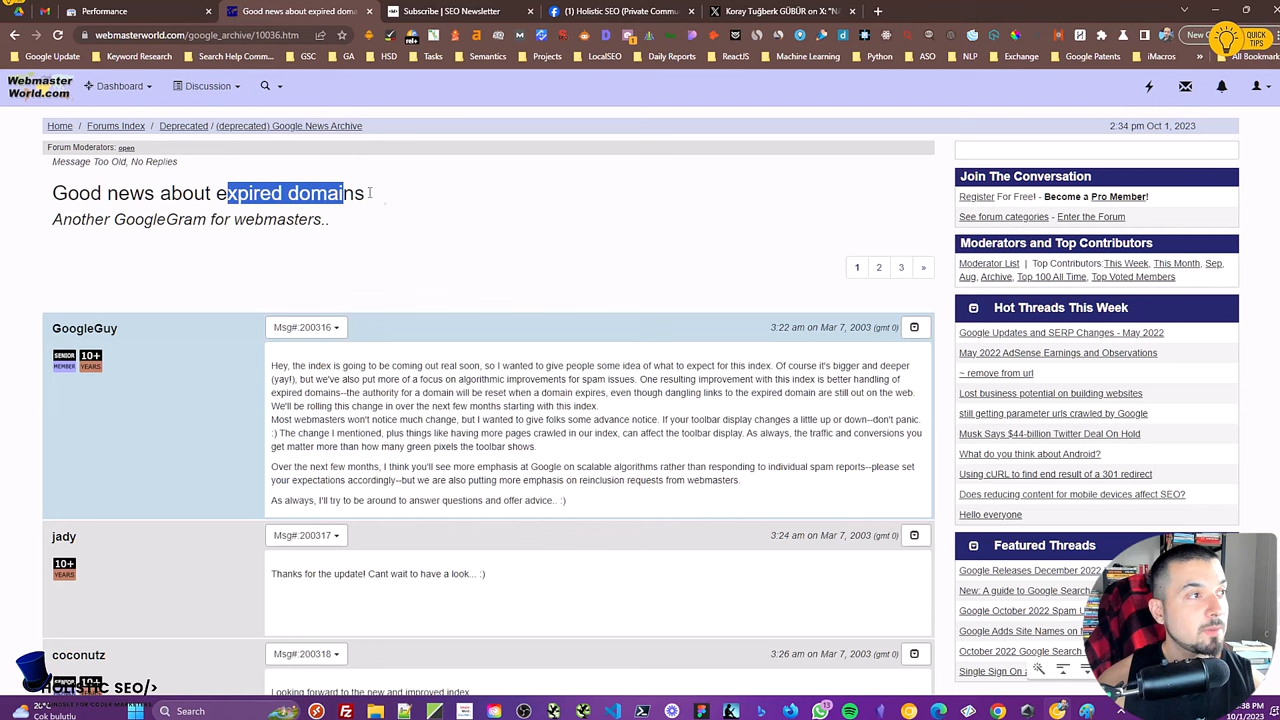 Performance
Good news about expired doma
Subscribe | SEO Newsletter
(1) Holistic SEO (Private Commu
Koray Tuğberk GÜBÜR on X: "N
webmasterworld.com/google_archive/10036.htm
QUICK TIPS
Google Update
Keyword Research
Search Help Comm...
GSC
GA
HSD
Tasks
Semantics
Projects
LocalSEO
Daily Reports
ReactJS
Machine Learning
Python
ASO
NLP
Exchange
Google Patents
iMacros
All Bookmarks
Webmaster
World.com
Dashboard
Discussion
Home / Forums Index / Deprecated / (deprecated) Google News Archive
2:34 pm Oct 1, 2023
Forum Moderators: open
Message Too Old, No Replies
Good news about expired domains
Another GoogleGram for webmasters..
1 2 3 »
GoogleGuy
Msg#:200316
3:22 am on Mar 7, 2003 (gmt 0)
SENIOR MEMBER
10+ YEARS
Hey, the index is going to be coming out real soon, so I wanted to give people some idea of what to expect for this index. Of course it's bigger and deeper
(yay!), but we've also put more of a focus on algorithmic improvements for spam issues. One resulting improvement with this index is better handling of
expired domains--the authority for a domain will be reset when a domain expires, even though dangling links to the expired domain are still out on the web.
We'll be rolling this change in over the next few months starting with this index.
Most webmasters won't notice much change, but I wanted to give folks some advance notice. If your toolbar display changes a little up or down--don't panic.
:) The change I mentioned, plus things like having more pages crawled in our index, can affect the toolbar display. As always, the traffic and conversions you
get matter more than how many green pixels the toolbar shows.
Over the next few months, I think you'll see more emphasis at Google on scalable algorithms rather than responding to individual spam reports--please set
your expectations accordingly--but we are also putting more emphasis on reinclusion requests from webmasters.
As always, I'll try to be around to answer questions and offer advice.. :)
jady
Msg#:200317
3:24 am on Mar 7, 2003 (gmt 0)
10+ YEARS
Thanks for the update! Cant wait to have a look... :)
coconutz
Msg#:200318
3:26 am on Mar 7, 2003 (gmt 0)
Looking forward to the new and improved index
Join The Conversation
Register For Free! - Become a Pro Member!
See forum categories - Enter the Forum
Moderators and Top Contributors
Moderator List | Top Contributors:This Week, This Month, Sep,
Aug, Archive, Top 100 All Time, Top Voted Members
Hot Threads This Week
Google Updates and SERP Changes - May 2022
May 2022 AdSense Earnings and Observations
~ remove from url
Lost business potential on building websites
still getting parameter urls crawled by Google
Musk Says $44-billion Twitter Deal On Hold
What do you think about Android?
Using cURL to find end result of a 301 redirect
Does reducing content for mobile devices affect SEO?
Hello everyone
Featured Threads
Google Releases December 2022
New: A guide to Google Search
Google October 2022 Spam U
Google Adds Site Names on
October 2022 Google Search
Single Sign On
HOLISTIC SEO/>
Çok bulutlu
Search
10/1/2023